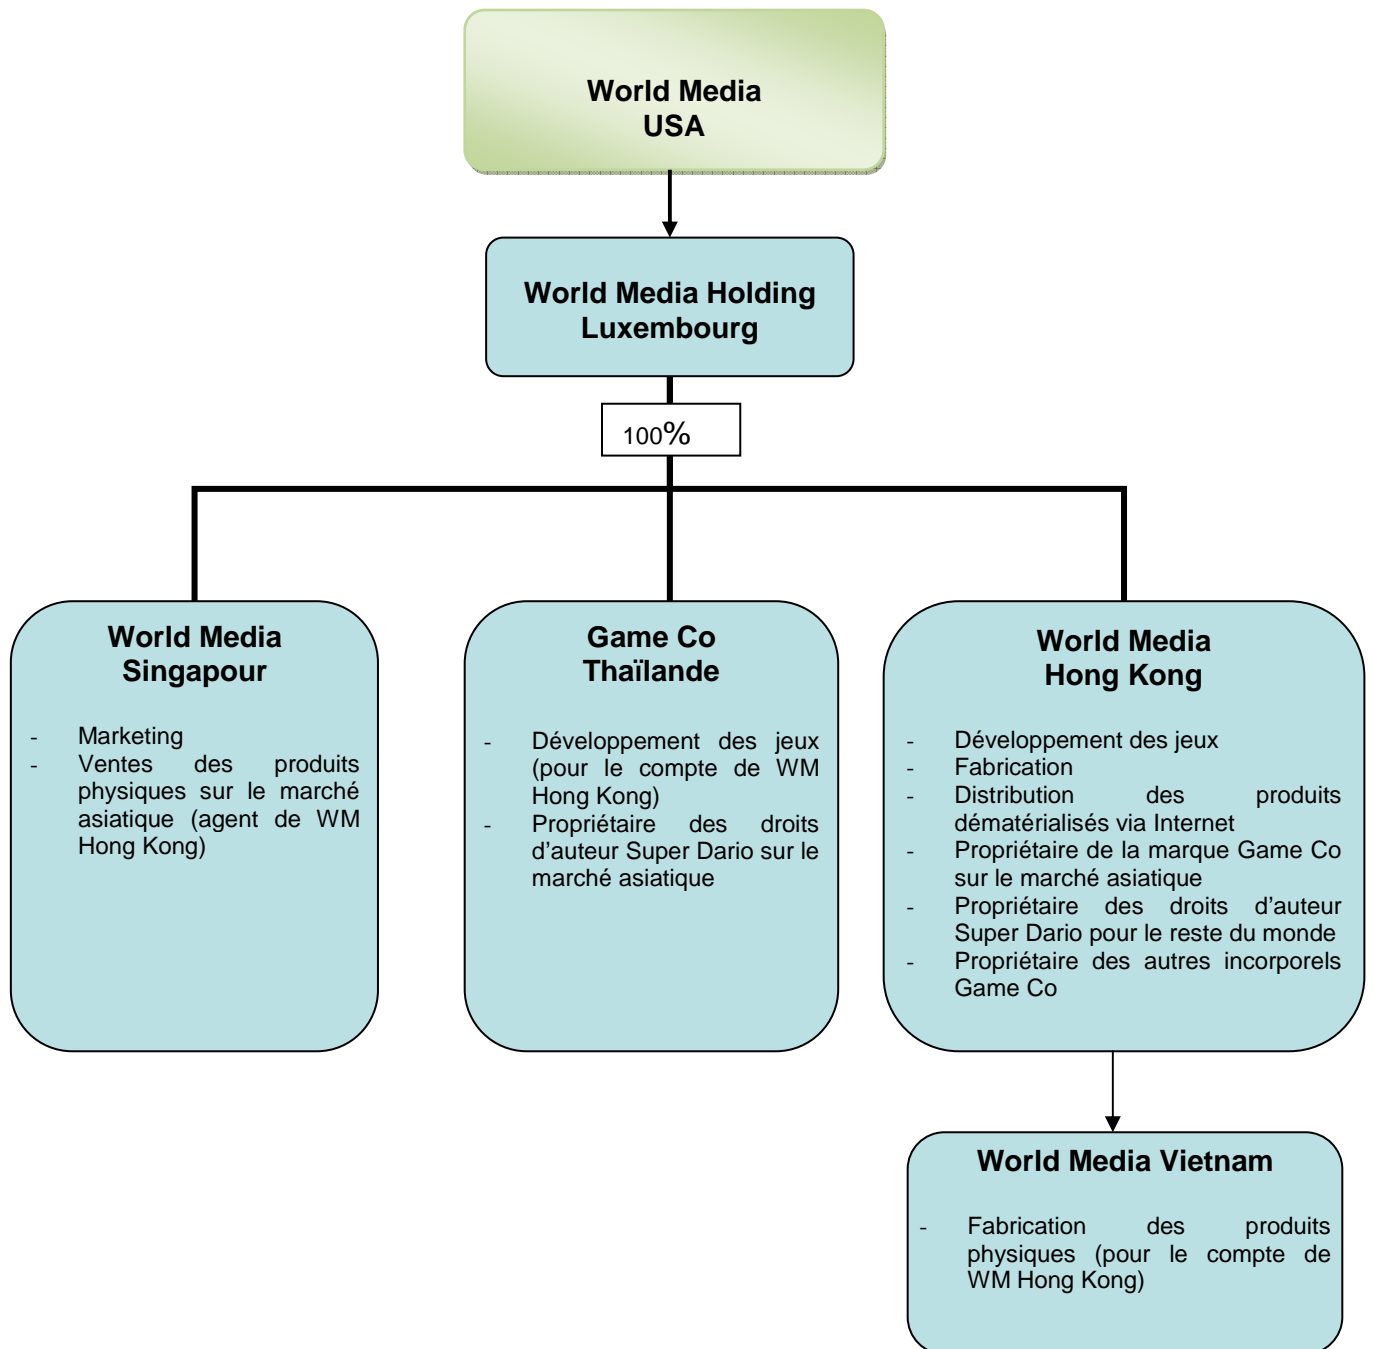 World Media
USA
World Media Holding
Luxembourg
100%
World Media
Singapour
- Marketing
- Ventes des produits
physiques sur le marché
asiatique (agent de WM
Hong Kong)
Game Co
Thaïlande
- Développement des jeux
(pour le compte de WM
Hong Kong)
- Propriétaire des droits
d'auteur Super Dario sur le
marché asiatique
World Media
Hong Kong
- Développement des jeux
- Fabrication
- Distribution des produits
dématérialisés via Internet
- Propriétaire de la marque Game Co
sur le marché asiatique
- Propriétaire des droits d'auteur
Super Dario pour le reste du monde
- Propriétaire des autres incorporels
Game Co
World Media Vietnam
- Fabrication des produits
physiques (pour le compte de
WM Hong Kong)